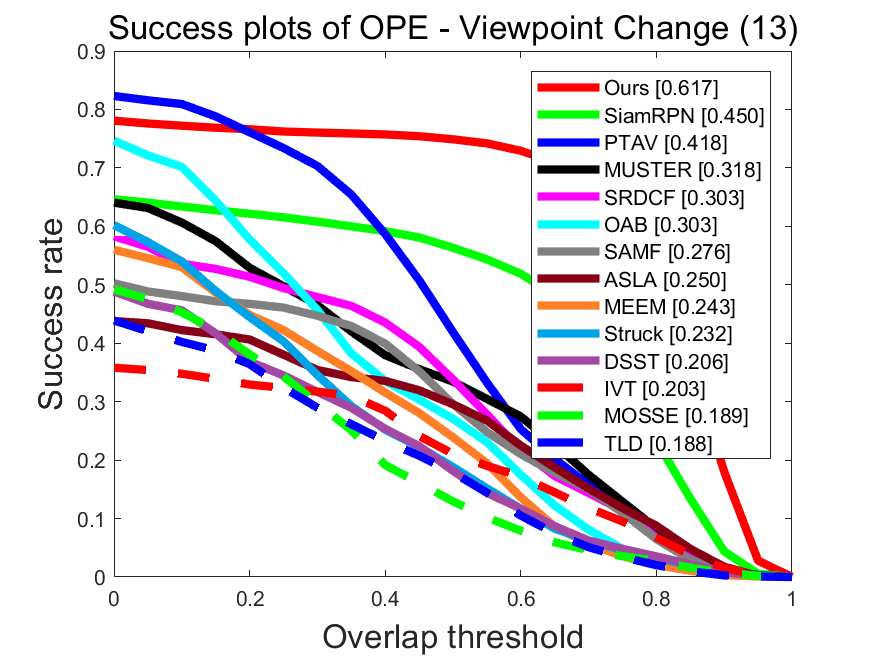 Success plots of OPE - Viewpoint Change (13)
0.9
0.8
0.7
0.6
0.5
0.4
0.3
0.2
0.1
0
Success rate
Ours [0.617]
SiamRPN [0.450]
PTAV [0.418]
MUSTER [0.318]
SRDCF [0.303]
OAB [0.303]
SAMF [0.276]
ASLA [0.250]
MEEM [0.243]
Struck [0.232]
DSST [0.206]
IVT [0.203]
MOSSE [0.189]
TLD [0.188]
0 0.2 0.4 0.6 0.8 1
Overlap threshold